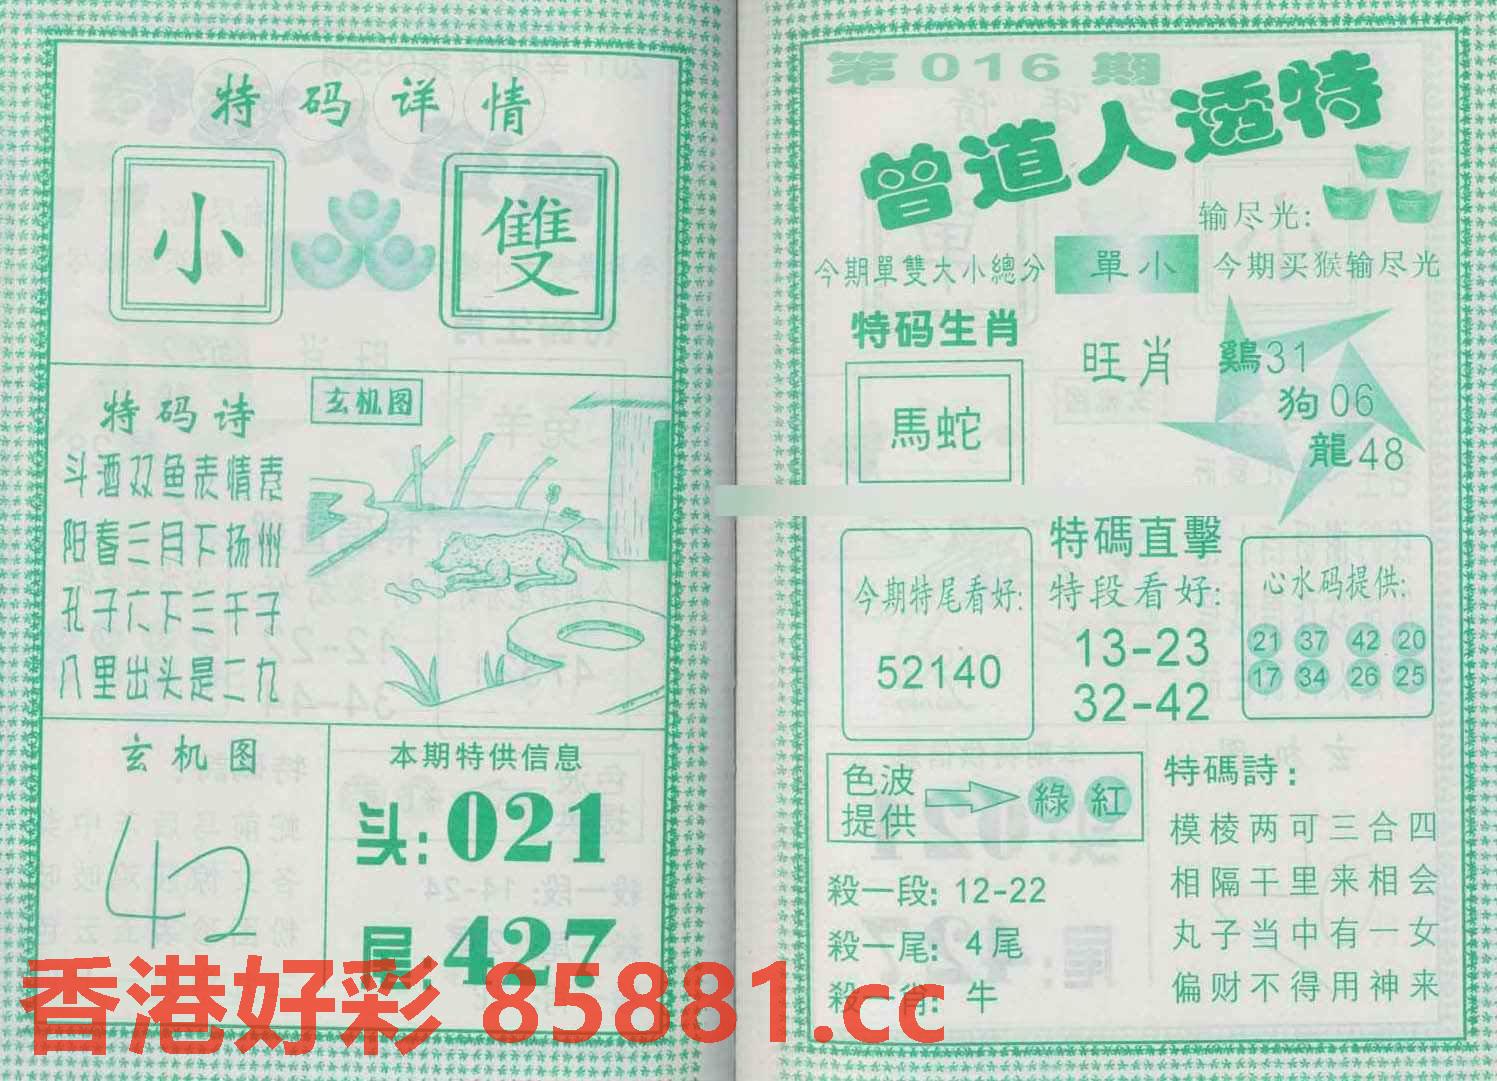 特码详情
小
雙
特码诗
斗酒双鱼表情素
阳春三月下扬州
孔子六下三千子
八里出头是二九
玄机图
玄机图
42
本期特供信息
头:021
尾:427
第016期
曾道人透特
输尽光:
今期買猴输尽光
今期單雙大小總分
單小
特码生肖
馬蛇
旺肖
鷄31
狗06
龍48
今期特尾看好:
52140
特碼直擊
特段看好:
13-23
32-42
心水码提供:
21 37 42 20
17 34 26 25
色波
提供
綠 紅
殺一段: 12-22
殺一尾: 4尾
殺一肖: 牛
特碼詩:
模棱两可三合四
相隔千里来相会
丸子当中有一女
偏财不得用神来
香港好彩 85881.cc